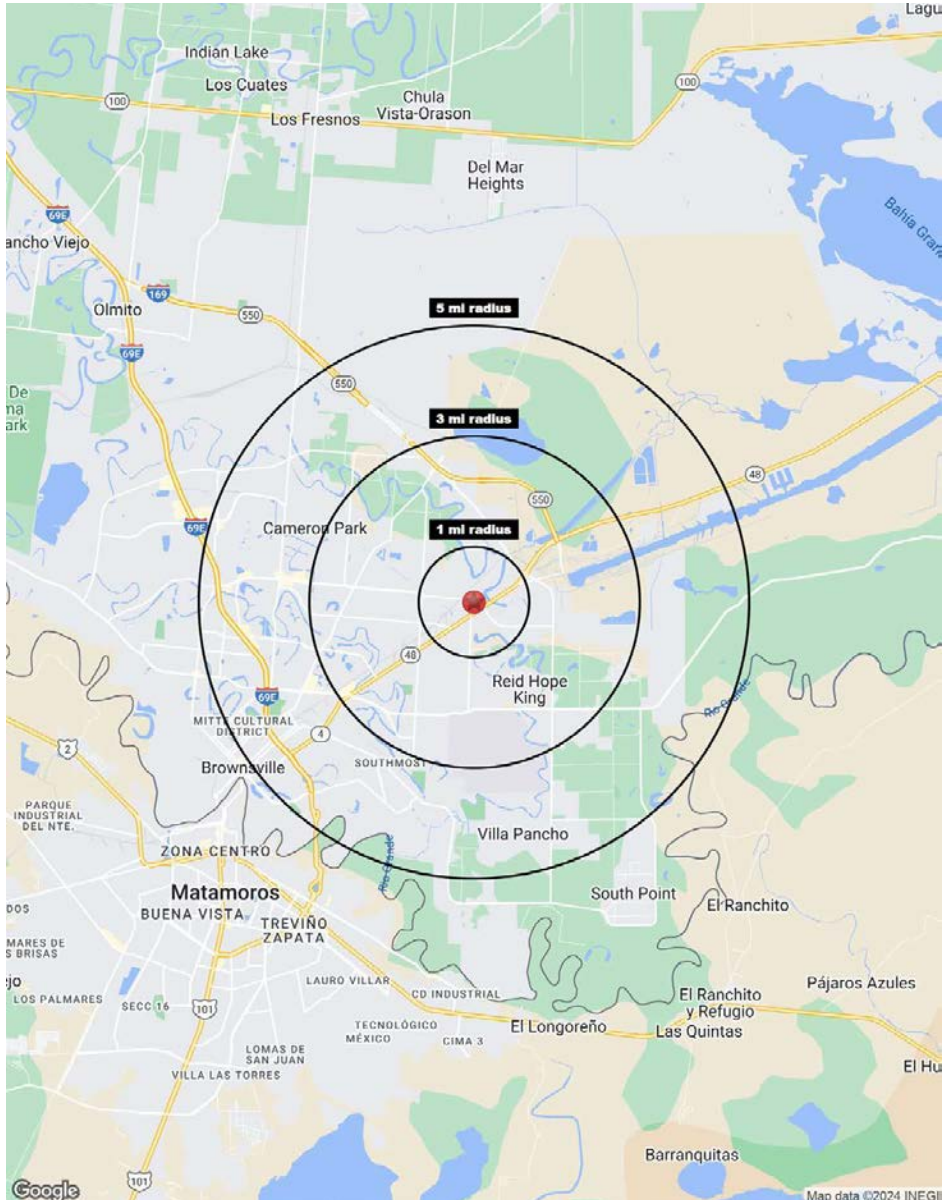 Lagu
Indian Lake
Los Cuates
100
Chula
Vista-Orason
100
Los Fresnos
Del Mar
Heights
69E
ancho Viejo
Bahía Gran
169
Olmito
550
5 mi radius
69E
De
ma
ark
550
3 mi radius
48
550
69E
Cameron Park
1 mi radius
48
Reid Hope
King
69E
Rio Grande
MITTE CULTURAL
DISTRICT
4
2
Brownsville
SOUTHMOST
PARQUE
INDUSTRIAL
DEL NTE.
Villa Pancho
ZONA CENTRO
Rio Grande
Matamoros
South Point
BUENA VISTA
El Ranchito
DOS
TREVIÑO
ZAPATA
MARES DE
S BRISAS
ejo
LAURO VILLAR
Pájaros Azules
LOS PALMARES
SECC 16
101
CD INDUSTRIAL
El Ranchito
y Refugio
TECNOLÓGICO
MÉXICO
El Longoreño
Las Quintas
CIMA 3
LOMAS DE
SAN JUAN
El Hu
VILLA LAS TORRES
Barranquitas
101
Google
Map data ©2024 INEGI